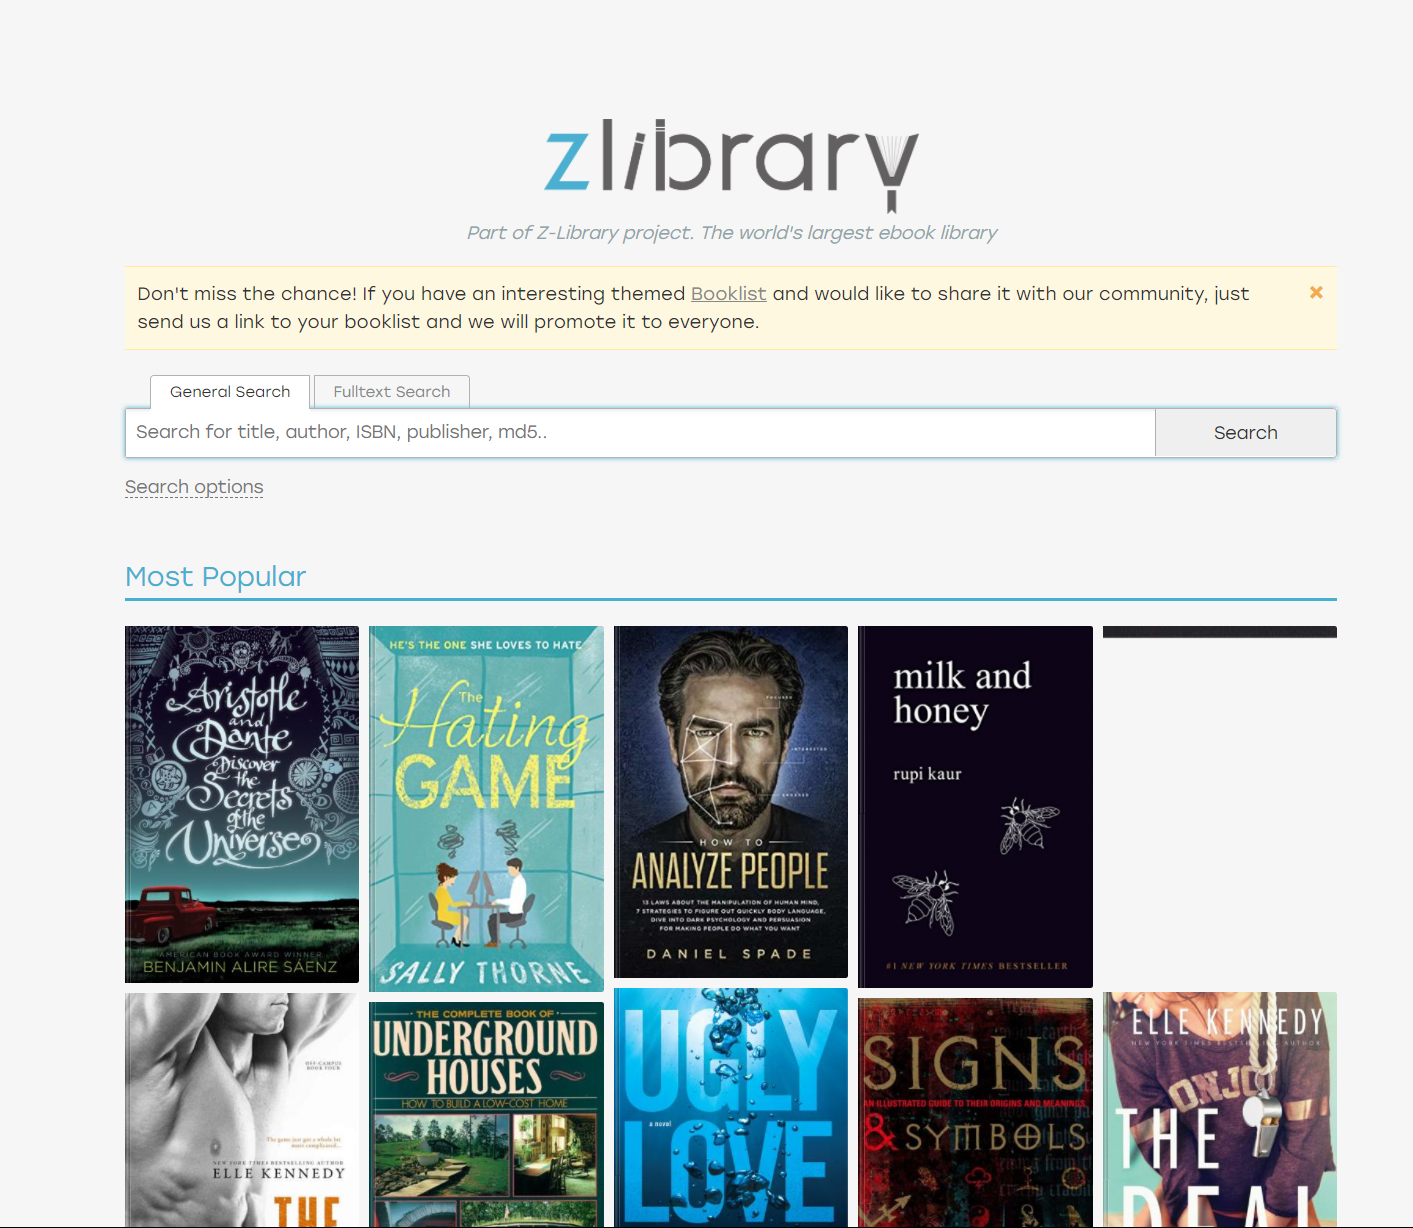 zlibrary
Part of Z-Library project. The world's largest ebook library
Don't miss the chance! If you have an interesting themed Booklist and would like to share it with our community, just
send us a link to your booklist and we will promote it to everyone.
General Search
Fulltext Search
Search for title, author, ISBN, publisher, md5..
Search
Search options
Most Popular
Aristotle
and
Dante
Discover
the
Secrets
of the
Universe
AMERICAN BOOK AWARD WINNER
BENJAMIN ALIRE SÁENZ
HE'S THE ONE SHE LOVES TO HATE
The
Hating
GAME
SALLY THORNE
FOCUSED
INTERESTED
ENGAGED
HOW TO
ANALYZE PEOPLE
13 LAWS ABOUT THE MANIPULATION OF HUMAN MIND,
7 STRATEGIES TO FIGURE OUT QUICKLY BODY LANGUAGE,
DIVE INTO DARK PSYCHOLOGY AND PERSUASION
FOR MAKING PEOPLE DO WHAT YOU WANT
DANIEL SPADE
milk and
honey
rupi kaur
#1 NEW YORK TIMES BESTSELLER
OFF-CAMPUS
BOOK FOUR
The game just got a whole lot
more complicated...
NEW YORK TIMES BESTSELLING AUTHOR
ELLE KENNEDY
THE
THE COMPLETE BOOK OF
UNDERGROUND
HOUSES
HOW TO BUILD A LOW-COST HOME
UGLY
a novel
LOVE
SIGNS
AN ILLUSTRATED GUIDE TO THEIR ORIGINS AND MEANINGS
& SYMBOLS
ELLE KENNEDY
NEW YORK TIMES BESTSELLING AUTHOR
THE
DEAL